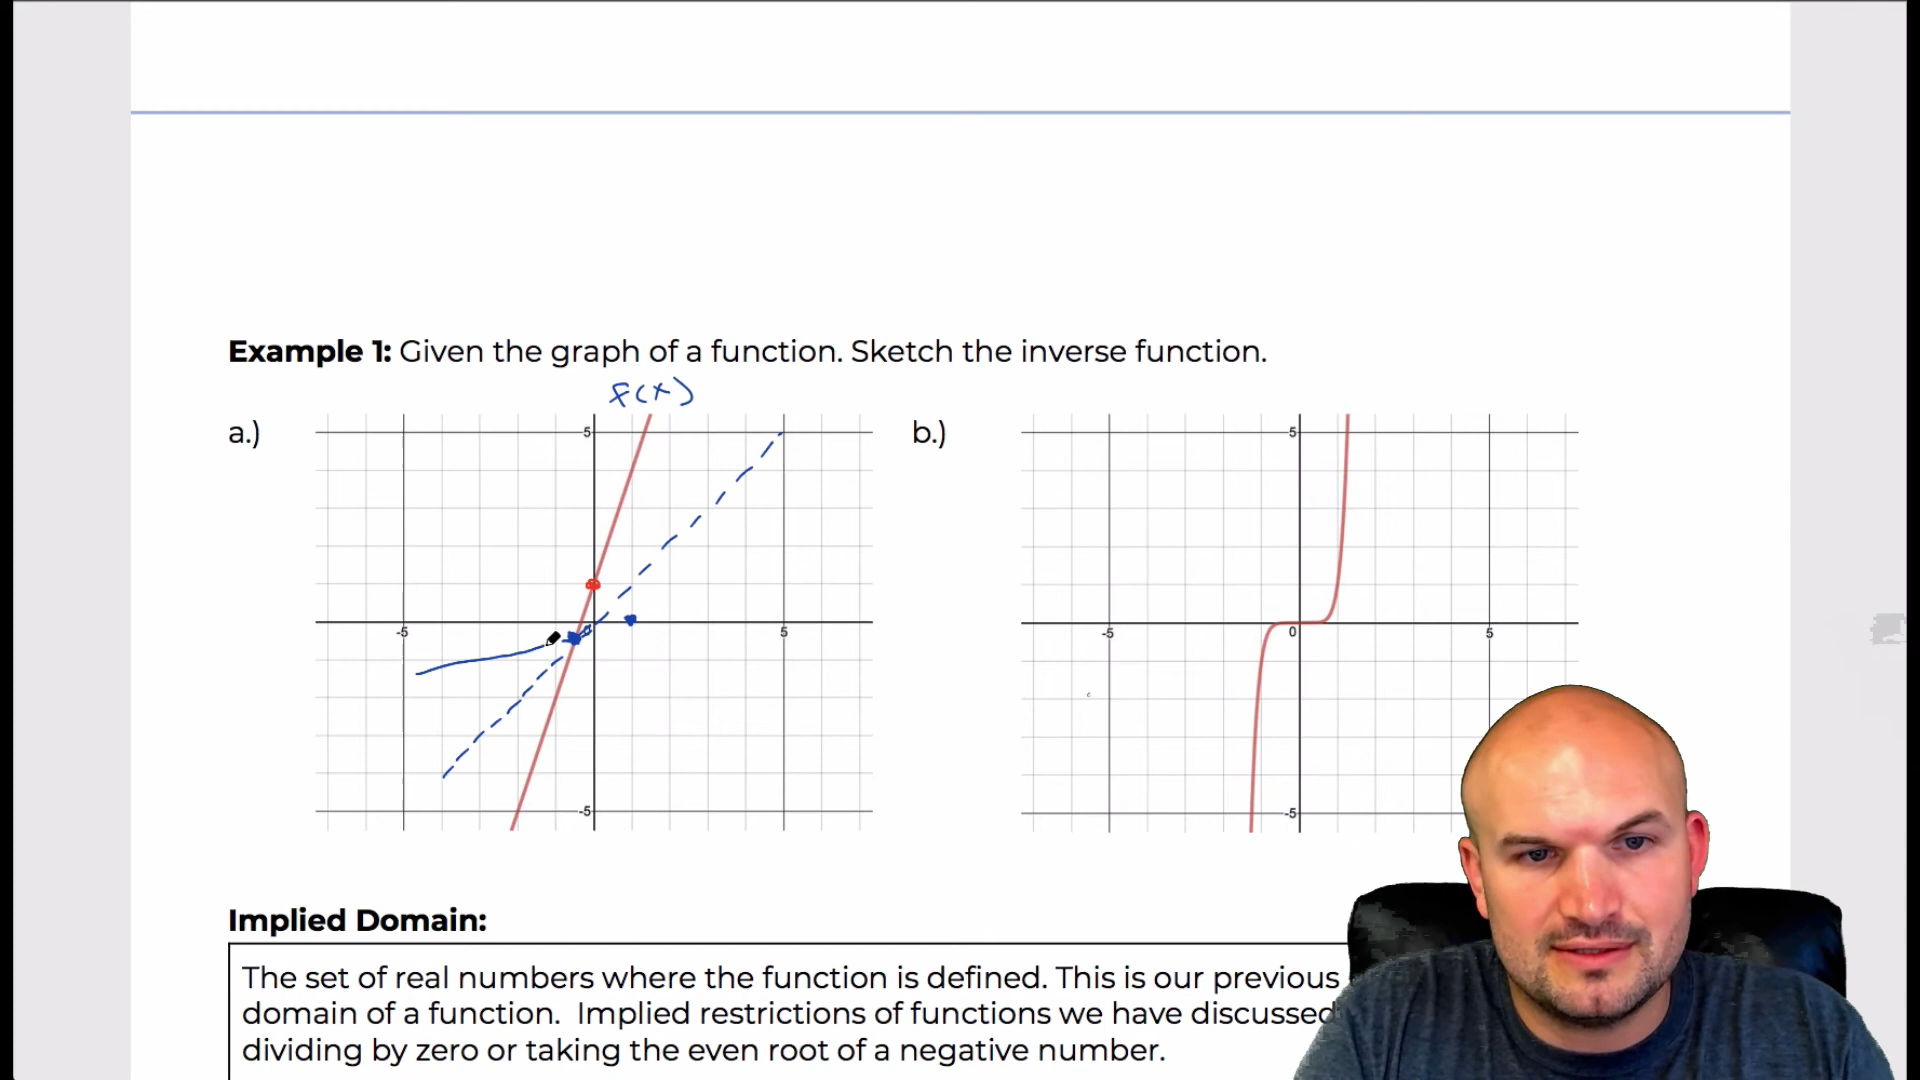 Example 1: Given the graph of a function. Sketch the inverse function.
f(x)
a.)
5
-5
0
5
-5
b.)
5
-5
0
5
-5
Implied Domain:
The set of real numbers where the function is defined. This is our previous
domain of a function. Implied restrictions of functions we have discussed
dividing by zero or taking the even root of a negative number.